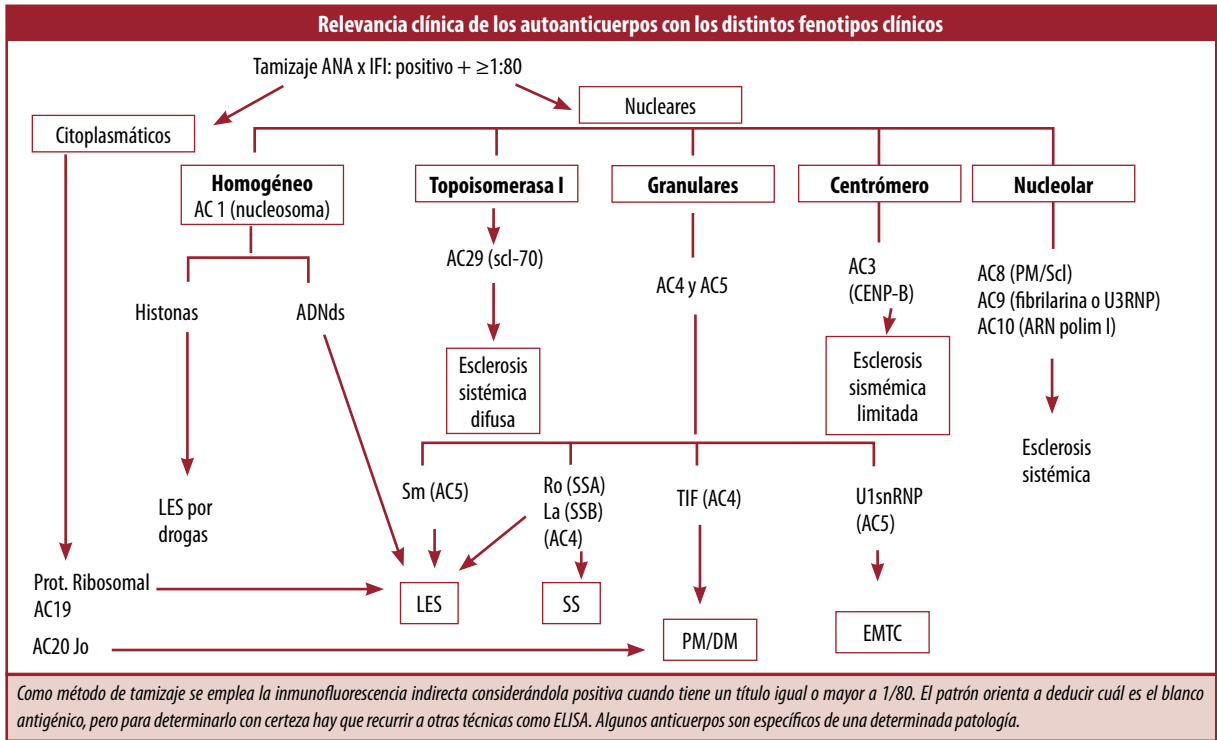 Relevancia clínica de los autoanticuerpos con los distintos fenotipos clínicos
Tamizaje ANA x IFI: positivo + ≥1:80
Nucleares
Citoplasmáticos
Homogéneo
AC 1 (nucleosoma)
Topoisomerasa I
Granulares
Centrómero
Nucleolar
AC29 (scl-70)
AC4 y AC5
AC3
(CENP-B)
AC8 (PM/Scl)
AC9 (fibrilarina o U3RNP)
AC10 (ARN polim I)
Histonas
ADNds
Esclerosis
sistémica
difusa
Esclerosis
sismémica
limitada
Esclerosis
sistémica
Sm (AC5)
Ro (SSA)
La (SSB)
(AC4)
TIF (AC4)
U1snRNP
(AC5)
LES por
drogas
Prot. Ribosomal
AC19
LES
SS
AC20 Jo
PM/DM
EMTC
Como método de tamizaje se emplea la inmunofluorescencia indirecta considerándola positiva cuando tiene un título igual o mayor a 1/80. El patrón orienta a deducir cuál es el blanco
antigénico, pero para determinarlo con certeza hay que recurrir a otras técnicas como ELISA. Algunos anticuerpos son específicos de una determinada patología.